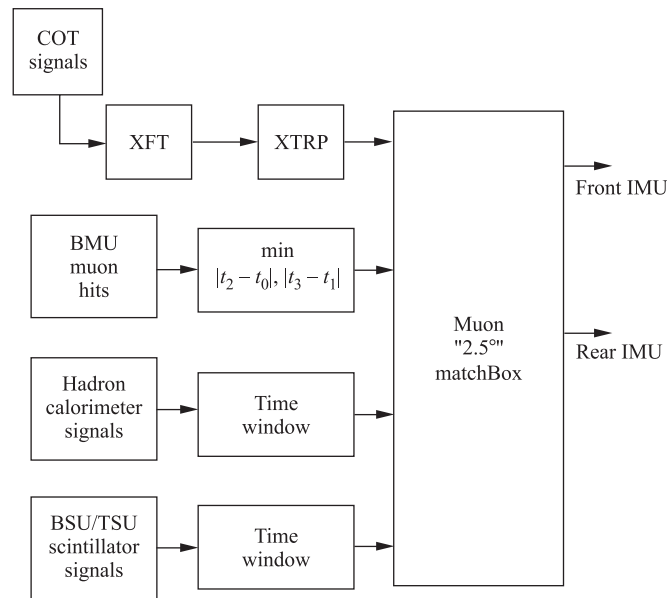 COT
signals
XFT
XTRP
Front IMU
BMU
muon
hits
min
|t₂ – t₀|, |t₃ – t₁|
Muon
"2.5°"
matchBox
Rear IMU
Hadron
calorimeter
signals
Time
window
BSU/TSU
scintillator
signals
Time
window